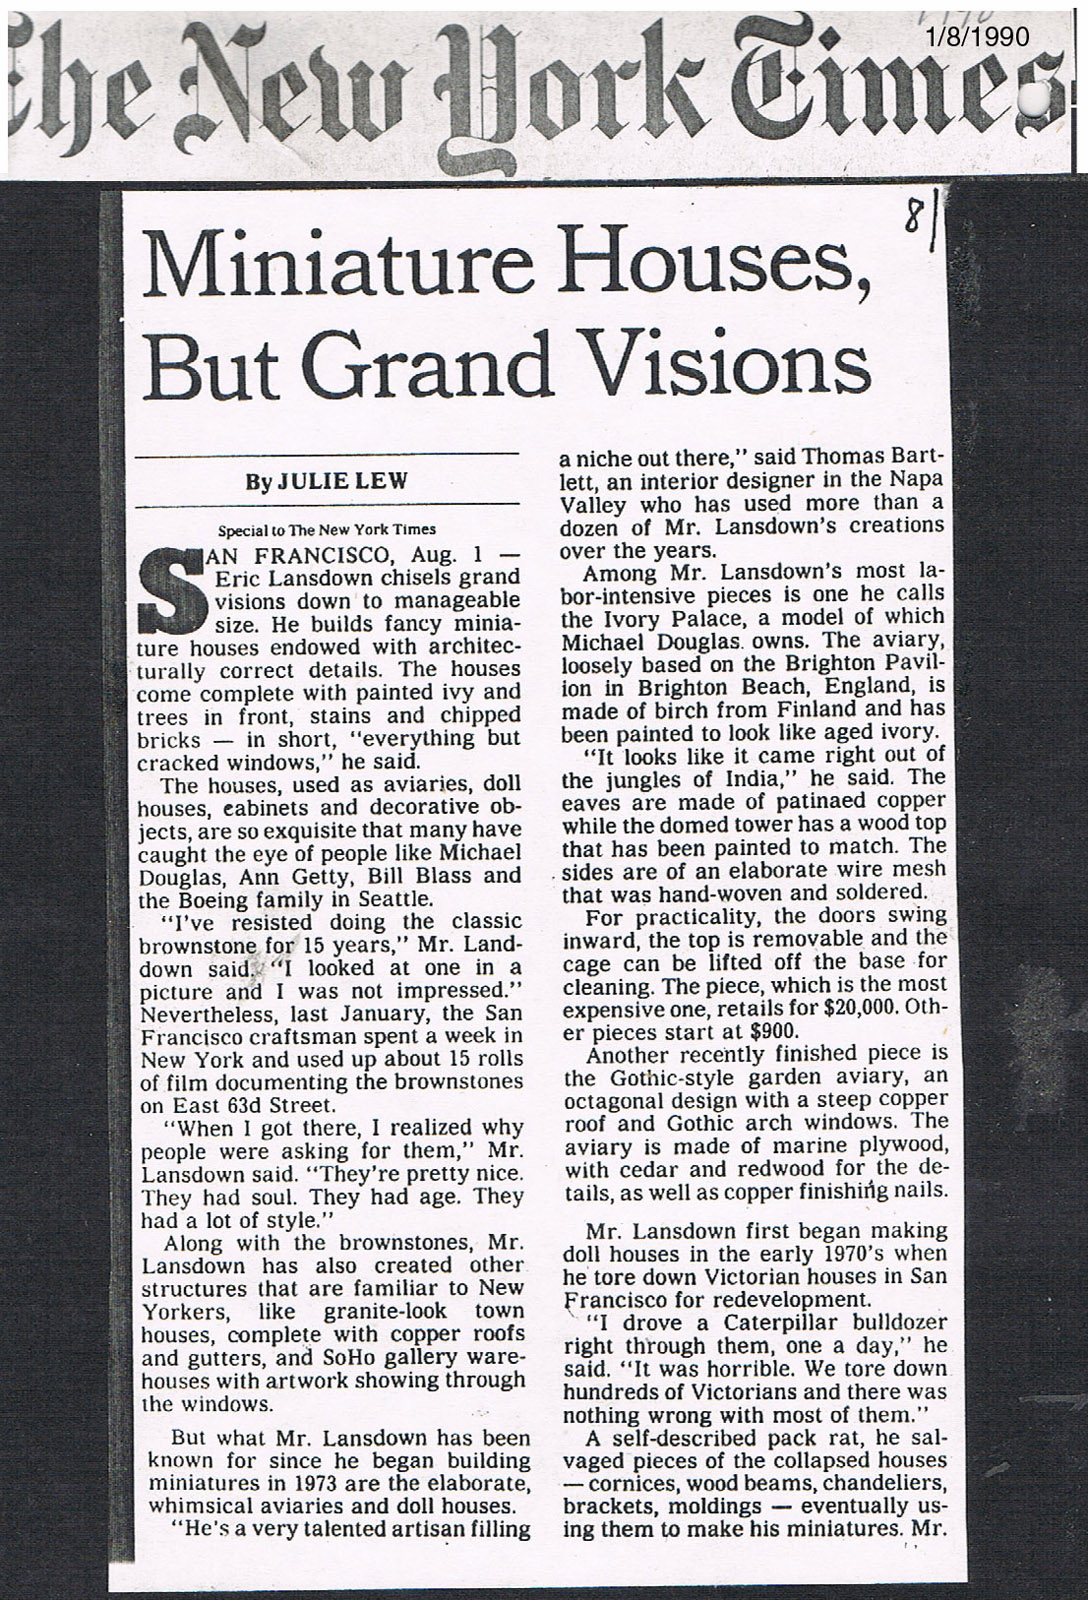 The New York Times
1/8/1990
8/
Miniature Houses,
But Grand Visions
By JULIE LEW
Special to The New York Times
SAN FRANCISCO, Aug. 1 —
Eric Lansdown chisels grand
visions down to manageable
size. He builds fancy minia-
ture houses endowed with architec-
turally correct details. The houses
come complete with painted ivy and
trees in front, stains and chipped
bricks — in short, "everything but
cracked windows," he said.
The houses, used as aviaries, doll
houses, cabinets and decorative ob-
jects, are so exquisite that many have
caught the eye of people like Michael
Douglas, Ann Getty, Bill Blass and
the Boeing family in Seattle.
"I've resisted doing the classic
brownstone for 15 years," Mr. Land-
down said. "I looked at one in a
picture and I was not impressed."
Nevertheless, last January, the San
Francisco craftsman spent a week in
New York and used up about 15 rolls
of film documenting the brownstones
on East 63d Street.
"When I got there, I realized why
people were asking for them," Mr.
Lansdown said. "They're pretty nice.
They had soul. They had age. They
had a lot of style."
Along with the brownstones, Mr.
Lansdown has also created other
structures that are familiar to New
Yorkers, like granite-look town
houses, complete with copper roofs
and gutters, and SoHo gallery ware-
houses with artwork showing through
the windows.
But what Mr. Lansdown has been
known for since he began building
miniatures in 1973 are the elaborate,
whimsical aviaries and doll houses.
"He's a very talented artisan filling
a niche out there," said Thomas Bart-
lett, an interior designer in the Napa
Valley who has used more than a
dozen of Mr. Lansdown's creations
over the years.
Among Mr. Lansdown's most la-
bor-intensive pieces is one he calls
the Ivory Palace, a model of which
Michael Douglas owns. The aviary,
loosely based on the Brighton Pavil-
ion in Brighton Beach, England, is
made of birch from Finland and has
been painted to look like aged ivory.
"It looks like it came right out of
the jungles of India," he said. The
eaves are made of patinaed copper
while the domed tower has a wood top
that has been painted to match. The
sides are of an elaborate wire mesh
that was hand-woven and soldered.
For practicality, the doors swing
inward, the top is removable and the
cage can be lifted off the base for
cleaning. The piece, which is the most
expensive one, retails for $20,000. Oth-
er pieces start at $900.
Another recently finished piece is
the Gothic-style garden aviary, an
octagonal design with a steep copper
roof and Gothic arch windows. The
aviary is made of marine plywood,
with cedar and redwood for the de-
tails, as well as copper finishing nails.
Mr. Lansdown first began making
doll houses in the early 1970's when
he tore down Victorian houses in San
Francisco for redevelopment.
"I drove a Caterpillar bulldozer
right through them, one a day," he
said. "It was horrible. We tore down
hundreds of Victorians and there was
nothing wrong with most of them."
A self-described pack rat, he sal-
vaged pieces of the collapsed houses
— cornices, wood beams, chandeliers,
brackets, moldings — eventually us-
ing them to make his miniatures. Mr.